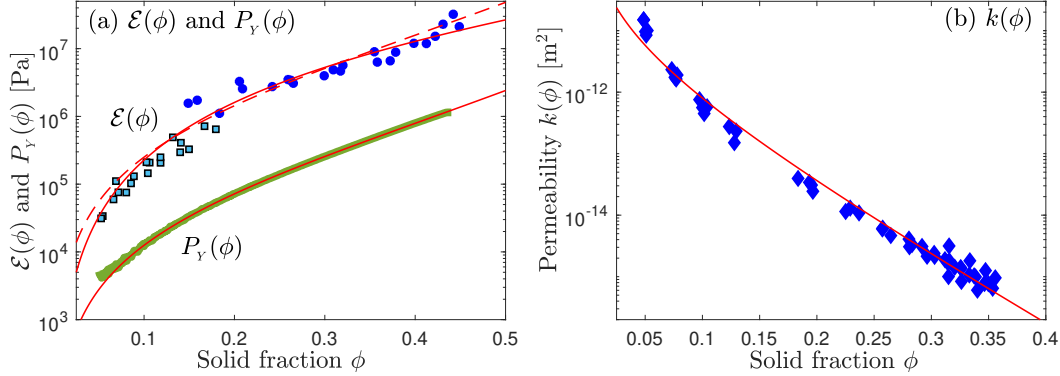 (a) ℰ(ϕ) and P_Y(ϕ)
ℰ(ϕ) and P_Y(ϕ) [Pa]
10^7
10^6
10^5
10^4
10^3
ℰ(ϕ)
P_Y(ϕ)
0.1 0.2 0.3 0.4 0.5
Solid fraction ϕ
(b) k(ϕ)
Permeability k(ϕ) [m^2]
10^-12
10^-14
0.05 0.1 0.15 0.2 0.25 0.3 0.35 0.4
Solid fraction ϕ